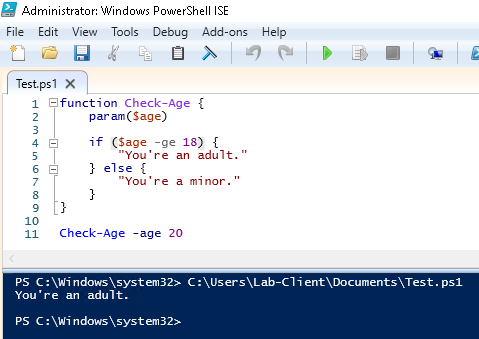 Administrator: Windows PowerShell ISE
File Edit View Tools Debug Add-ons Help
Test.ps1
1 function Check-Age {
2 param($age)
3
4 if ($age -ge 18) {
5 "You're an adult."
6 } else {
7 "You're a minor."
8 }
9 }
10
11 Check-Age -age 20
PS C:\Windows\system32> C:\Users\Lab-Client\Documents\Test.ps1
You're an adult.
PS C:\Windows\system32>